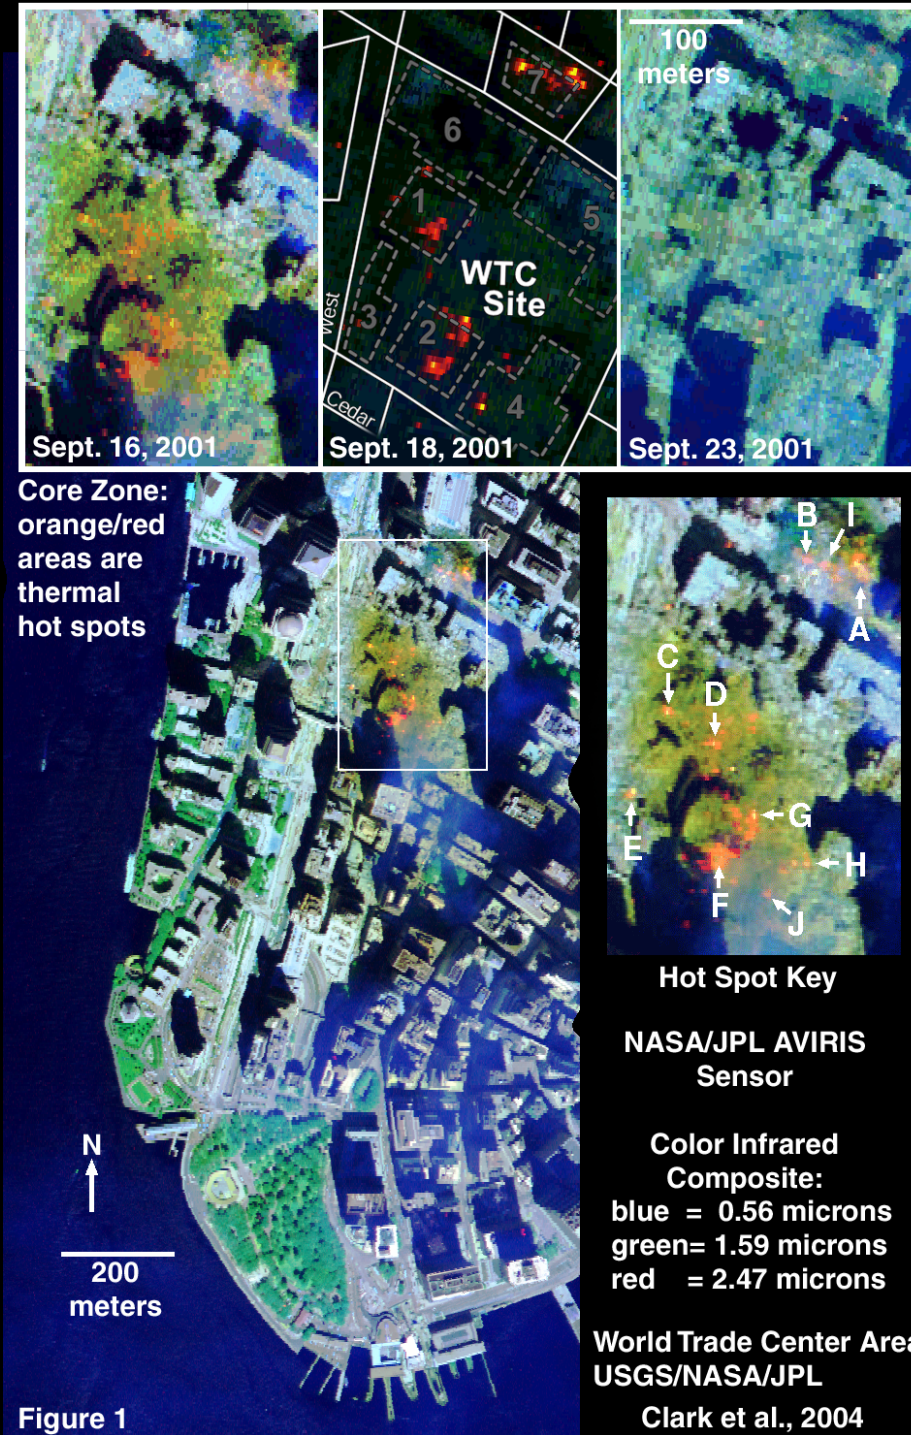 100
meters
7
6
1
5
WTC
Site
3
2
4
West
Cedar
Sept. 16, 2001
Sept. 18, 2001
Sept. 23, 2001
Core Zone:
orange/red
areas are
thermal
hot spots
B I
A
C
D
G
E
H
F
J
Hot Spot Key
NASA/JPL AVIRIS
Sensor
Color Infrared
Composite:
blue = 0.56 microns
green= 1.59 microns
red = 2.47 microns
N
200
meters
World Trade Center Area
USGS/NASA/JPL
Figure 1
Clark et al., 2004